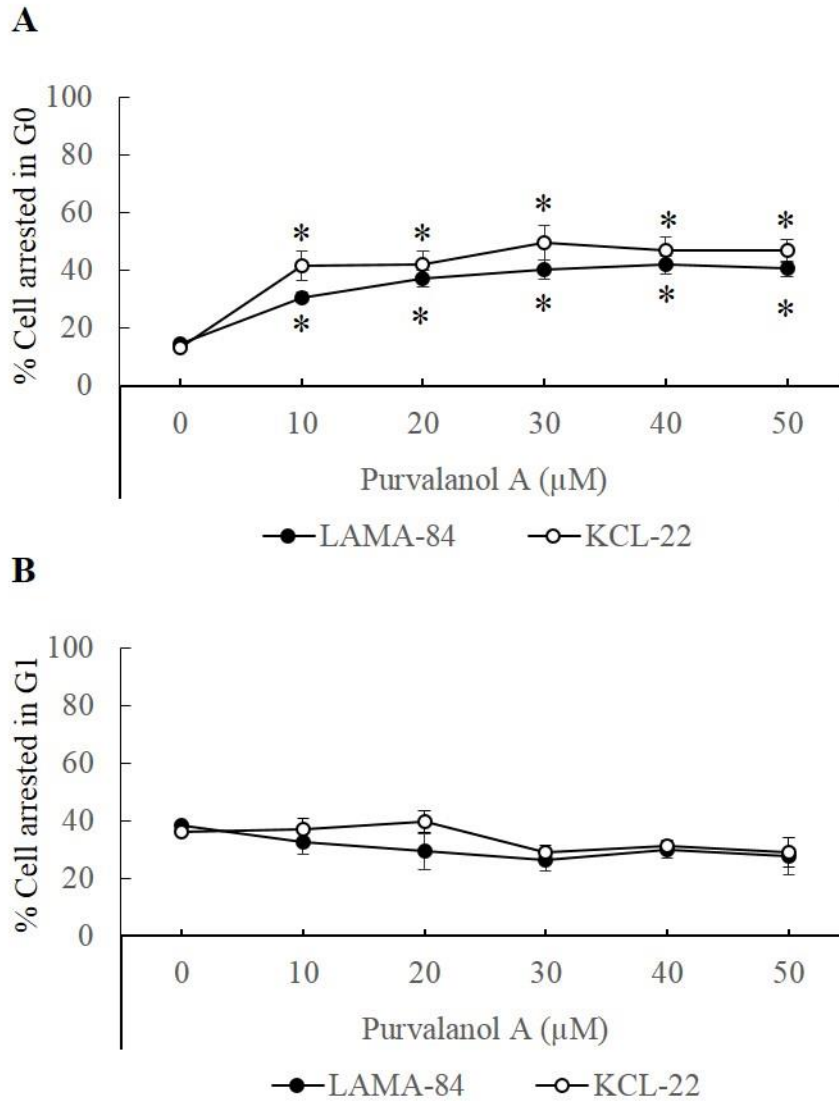 A
% Cell arrested in G0
100
80
60
40
20
0
* * * * *
* * * * *
0 10 20 30 40 50
Purvalanol A (µM)
LAMA-84 KCL-22
B
% Cell arrested in G1
100
80
60
40
20
0
0 10 20 30 40 50
Purvalanol A (µM)
LAMA-84 KCL-22